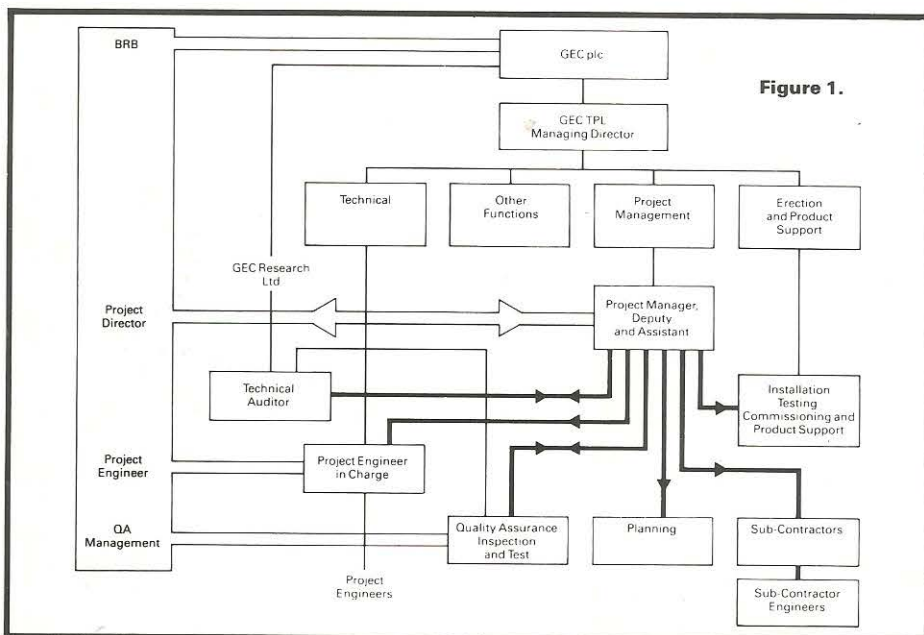 BRB
GEC plc
Figure 1.
GEC TPL
Managing Director
Technical
Other
Functions
Project
Management
Erection
and Product
Support
GEC Research
Ltd
Project
Director
Project Manager,
Deputy
and Assistant
Technical
Auditor
Installation
Testing
Commissioning and
Product Support
Project
Engineer
Project Engineer
in Charge
QA
Management
Quality Assurance
Inspection
and Test
Planning
Sub-Contractors
Project
Engineers
Sub-Contractor
Engineers